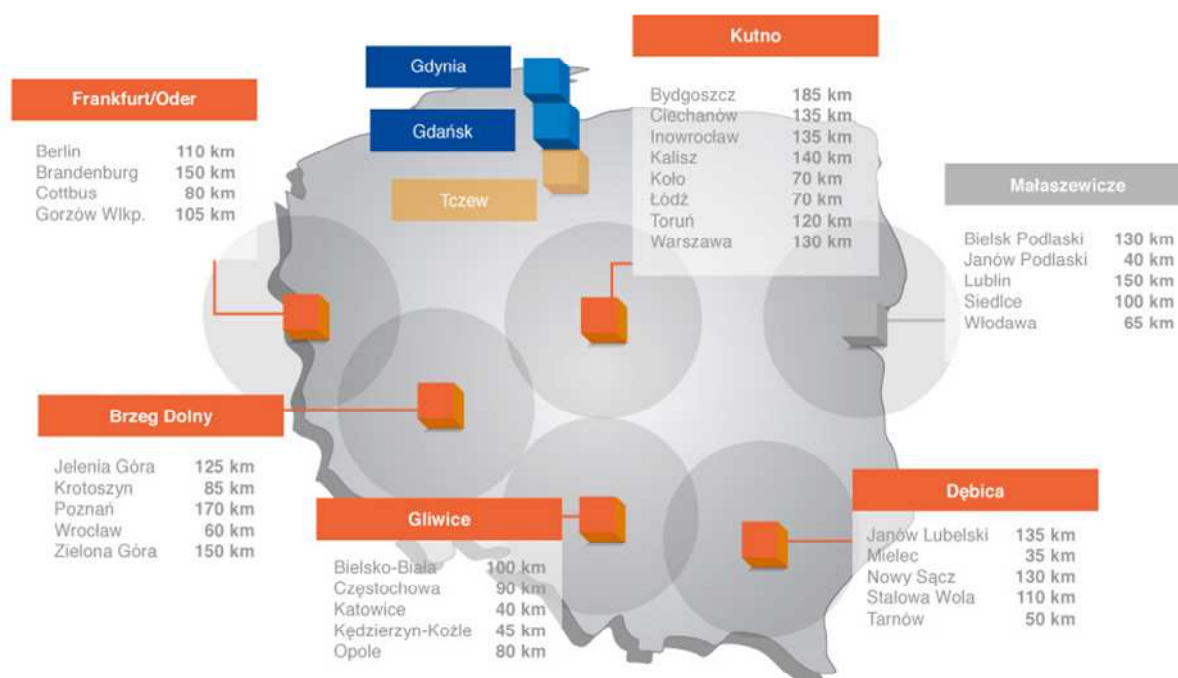 Kutno
Bydgoszcz 185 km
Ciechanów 135 km
Inowrocław 135 km
Kalisz 140 km
Koło 70 km
Łódź 70 km
Toruń 120 km
Warszawa 130 km
Gdynia
Gdańsk
Tczew
Frankfurt/Oder
Berlin 110 km
Brandenburg 150 km
Cottbus 80 km
Gorzów Wlkp. 105 km
Małaszewicze
Bielsk Podlaski 130 km
Janów Podlaski 40 km
Lublin 150 km
Siedlce 100 km
Włodawa 65 km
Brzeg Dolny
Jelenia Góra 125 km
Krotoszyn 85 km
Poznań 170 km
Wrocław 60 km
Zielona Góra 150 km
Gliwice
Bielsko-Biała 100 km
Częstochowa 90 km
Katowice 40 km
Kędzierzyn-Koźle 45 km
Opole 80 km
Dębica
Janów Lubelski 135 km
Mielec 35 km
Nowy Sącz 130 km
Stalowa Wola 110 km
Tarnów 50 km